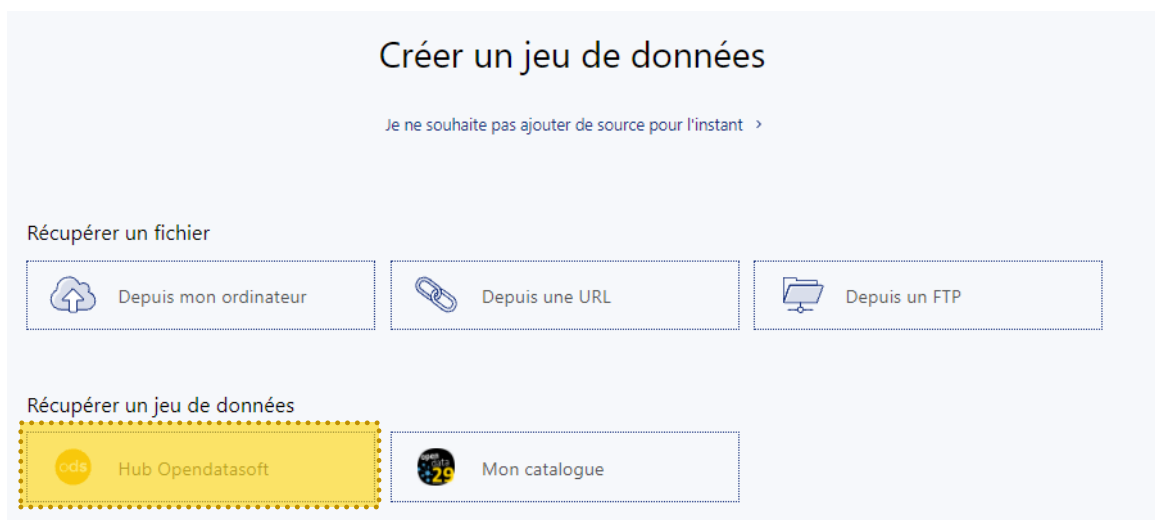 Créer un jeu de données
Je ne souhaite pas ajouter de source pour l'instant >
Récupérer un fichier
Depuis mon ordinateur
Depuis une URL
Depuis un FTP
Récupérer un jeu de données
ods
Hub Opendatasoft
open
data
29
Mon catalogue